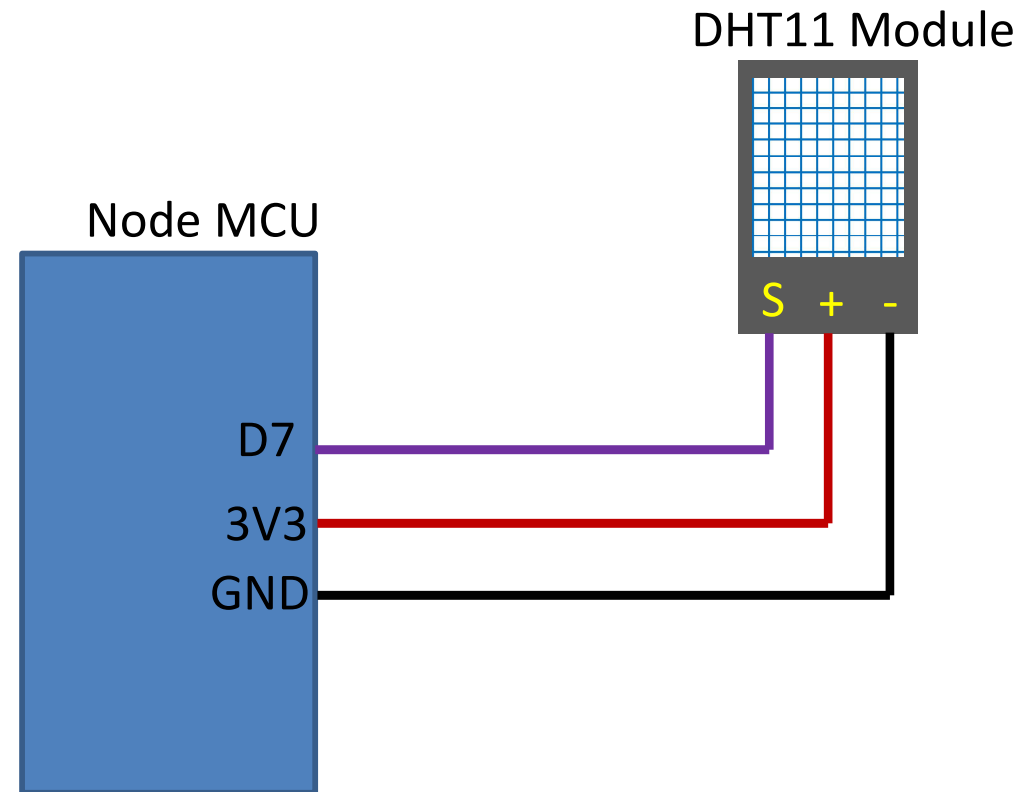 DHT11 Module
Node MCU
S + -
D7
3V3
GND